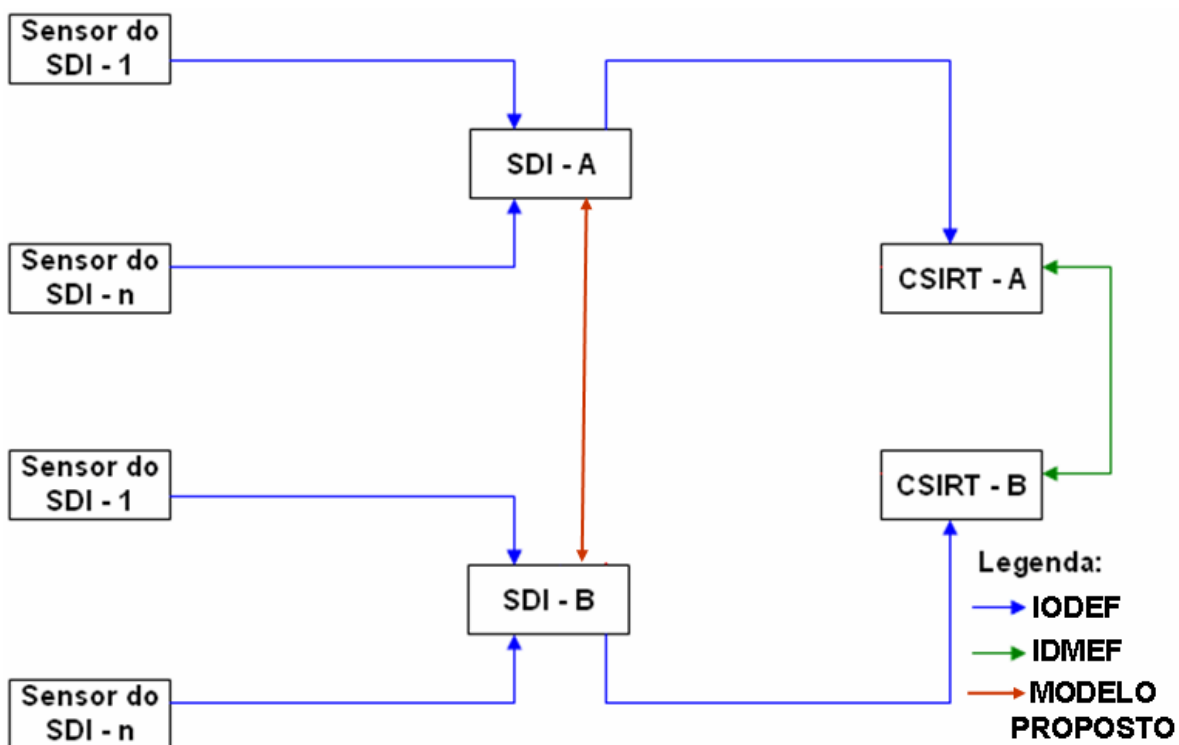 Sensor do
SDI - 1
SDI - A
Sensor do
SDI - n
CSIRT - A
Sensor do
SDI - 1
CSIRT - B
SDI - B
Sensor do
SDI - n
Legenda:
IODEF
IDMEF
MODELO
PROPOSTO